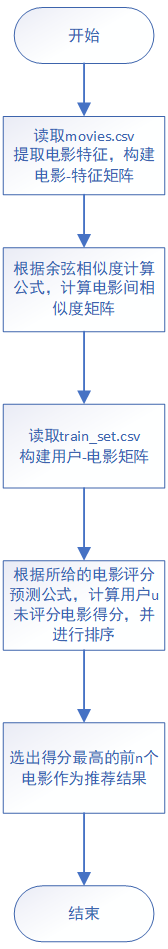 开始
读取movies.csv
提取电影特征，构建
电影-特征矩阵
根据余弦相似度计算
公式，计算电影间相
似度矩阵
读取train_set.csv
构建用户-电影矩阵
根据所给的电影评分
预测公式，计算用户u
未评分电影得分，并
进行排序
选出得分最高的前n个
电影作为推荐结果
结束